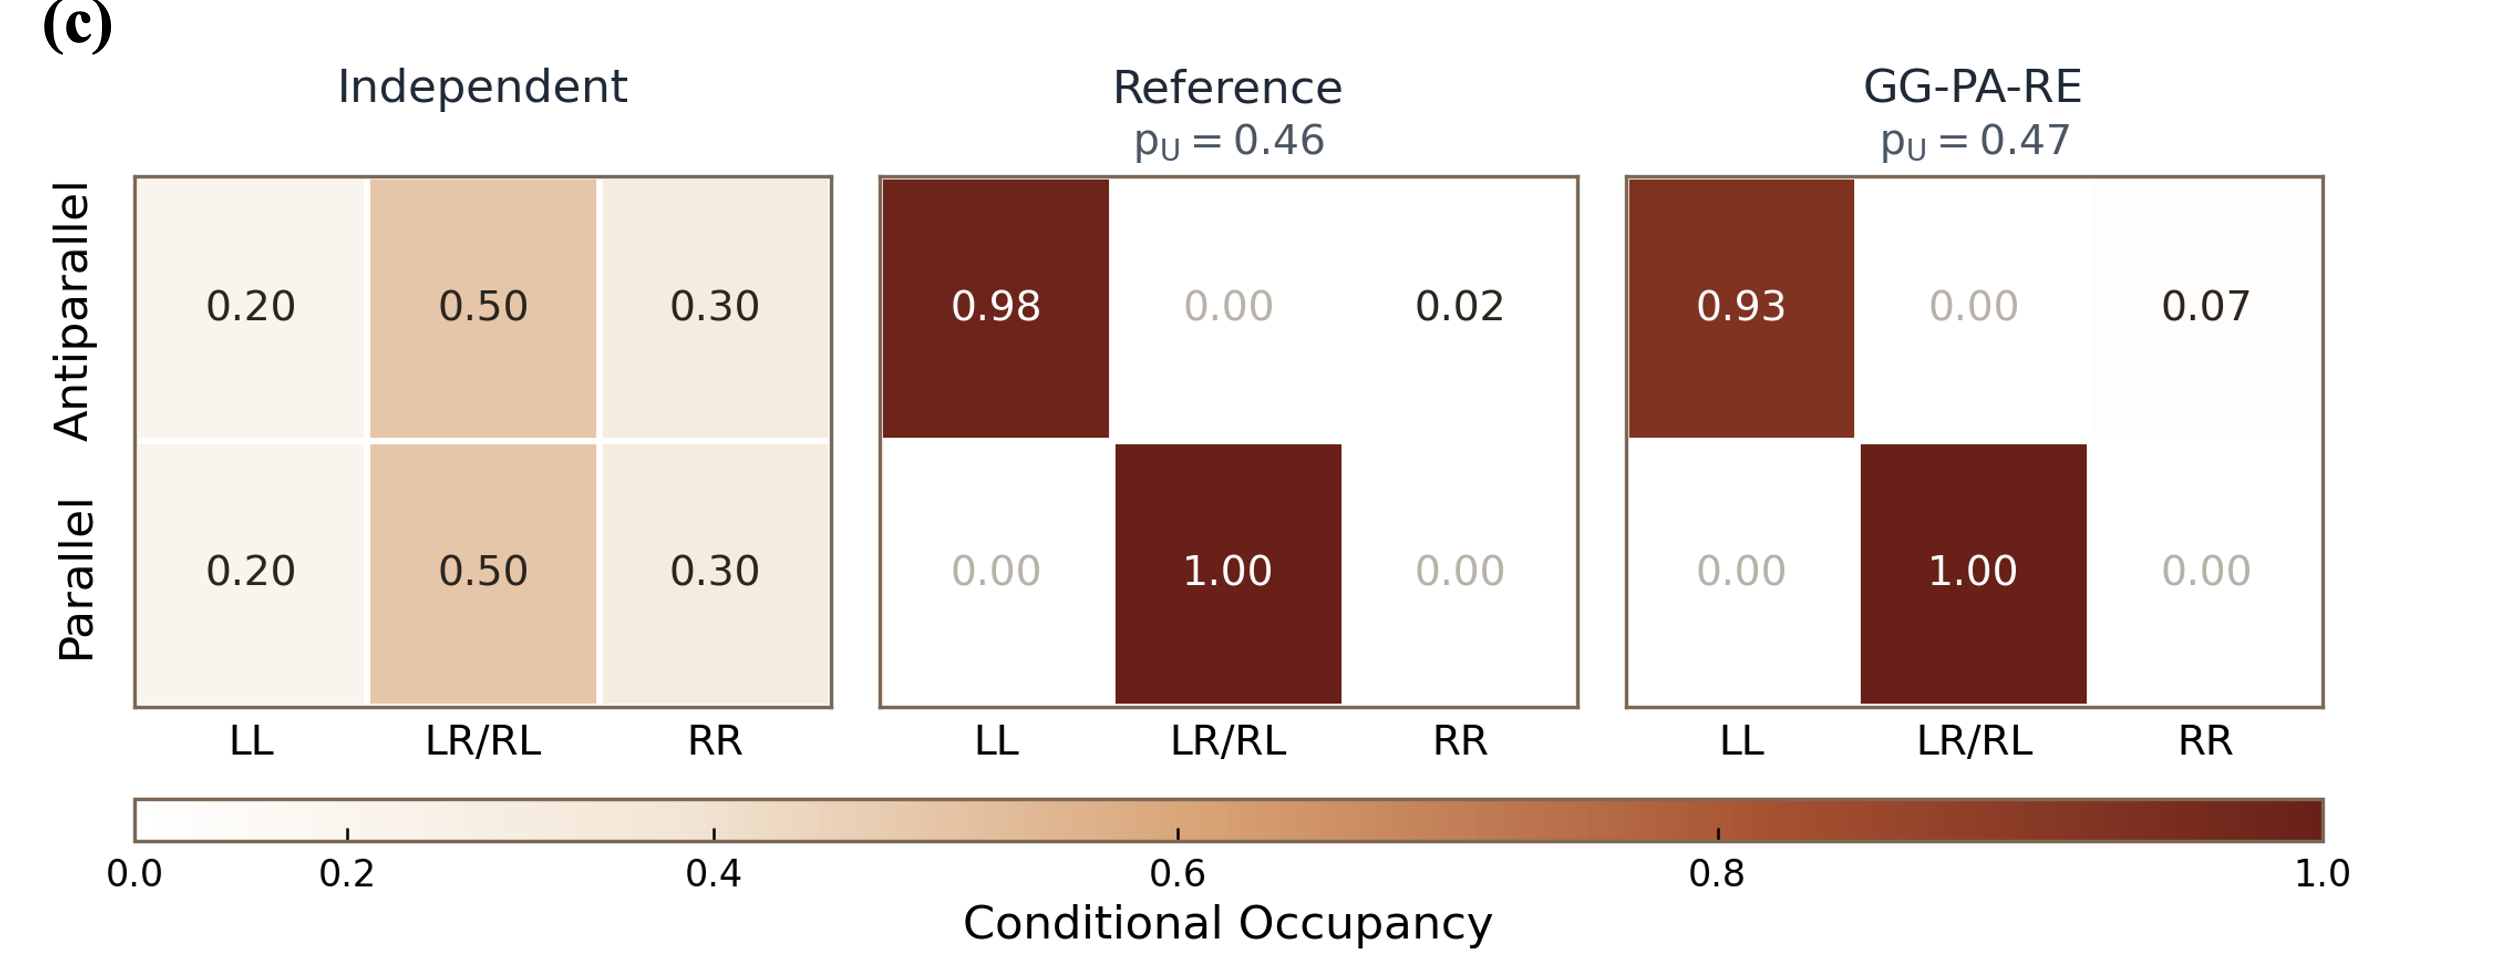 (c)
Independent
Reference
GG-PA-RE
pU = 0.46
pU = 0.47
Antiparallel
0.20 0.50 0.30
0.98 0.00 0.02
0.93 0.00 0.07
Parallel
0.20 0.50 0.30
0.00 1.00 0.00
0.00 1.00 0.00
LL LR/RL RR
LL LR/RL RR
LL LR/RL RR
0.0 0.2 0.4 0.6 0.8 1.0
Conditional Occupancy